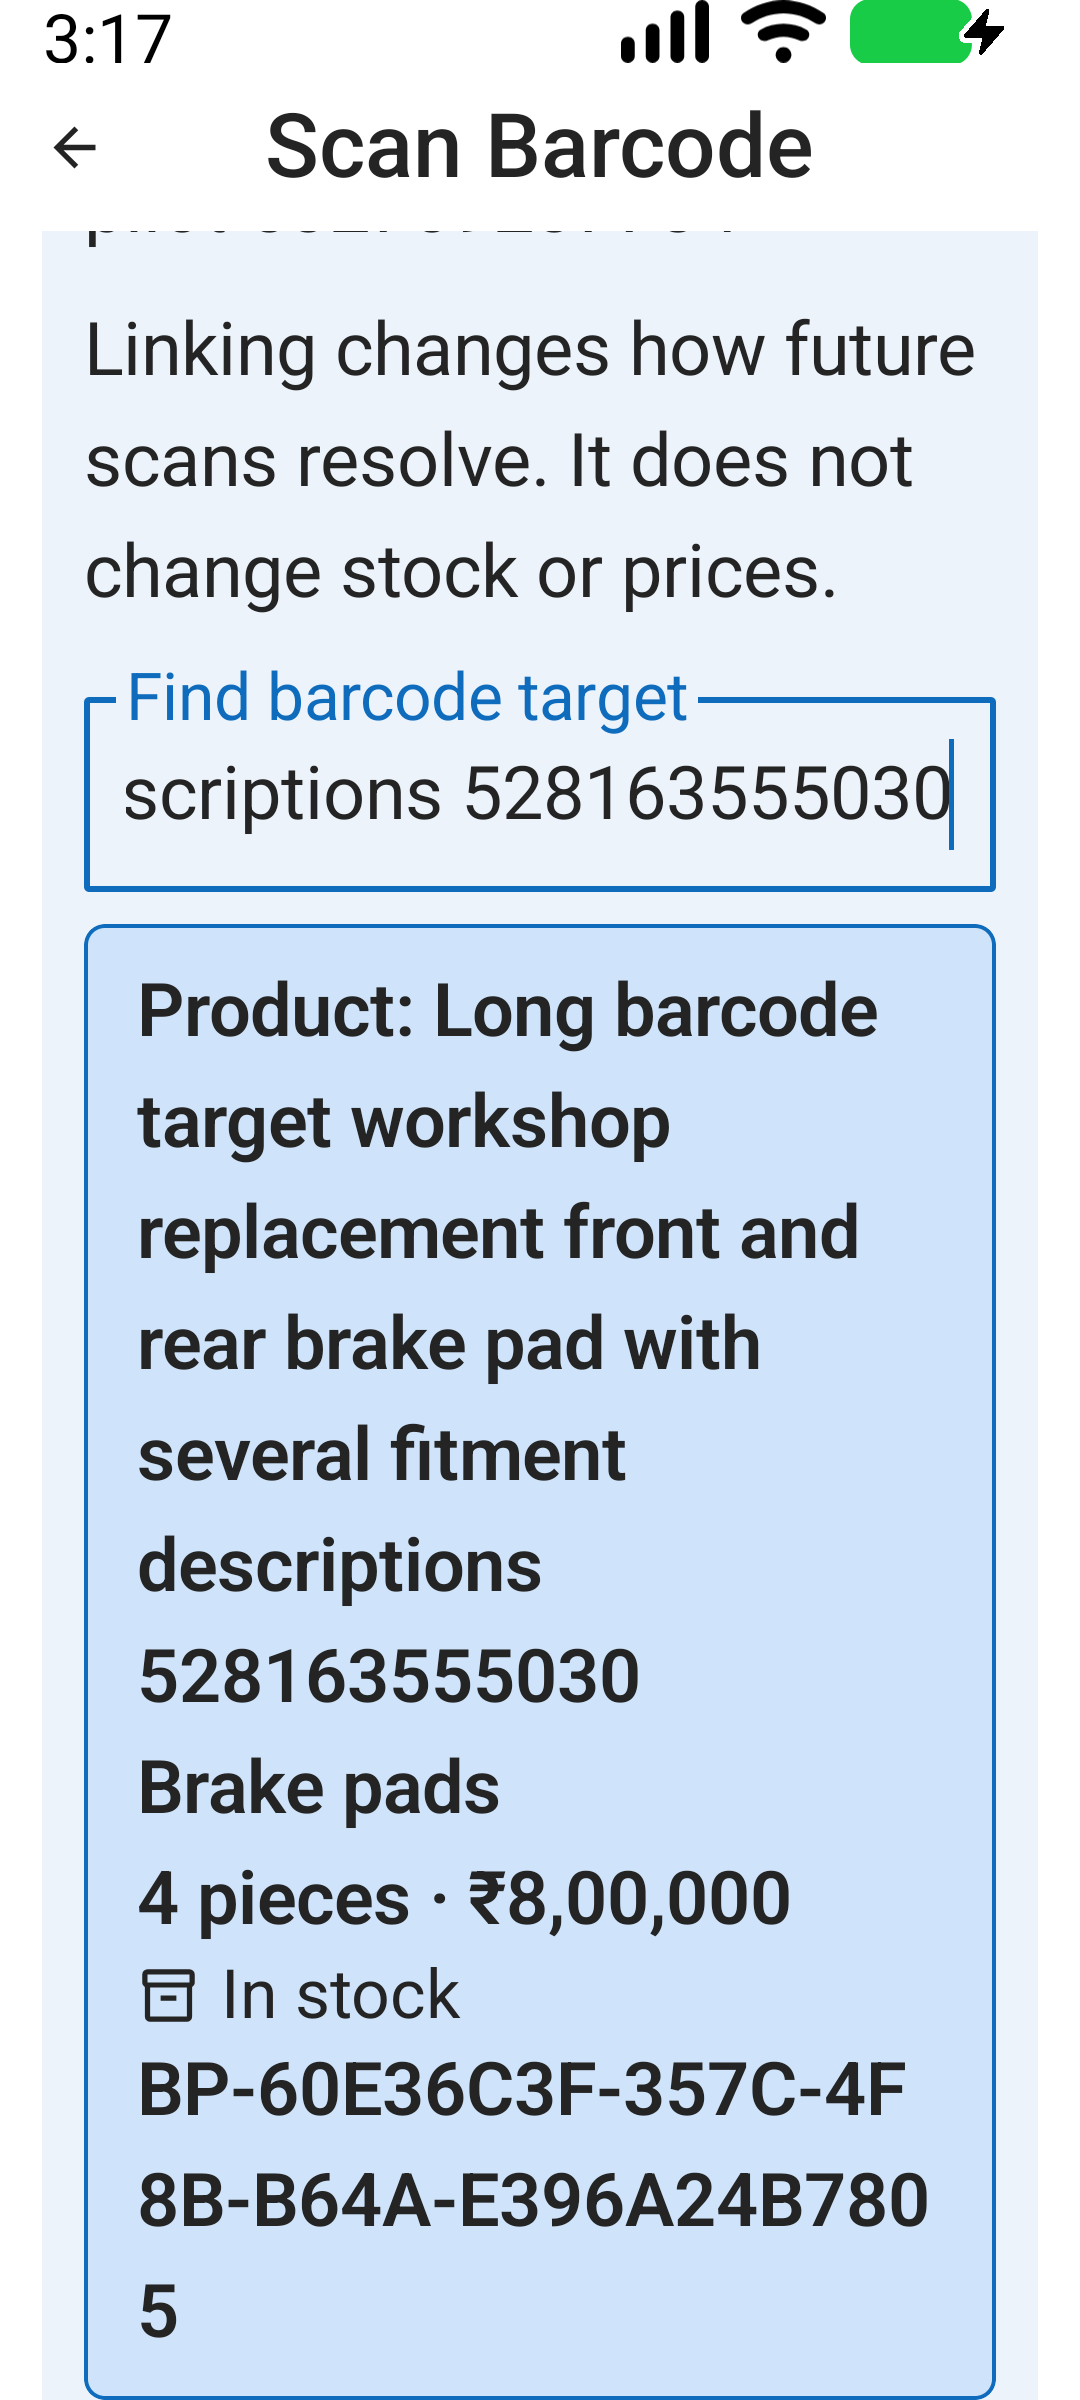 3:17
Scan Barcode
Linking changes how future
scans resolve. It does not
change stock or prices.
Find barcode target
scriptions 528163555030
Product: Long barcode
target workshop
replacement front and
rear brake pad with
several fitment
descriptions
528163555030
Brake pads
4 pieces · ₹8,00,000
In stock
BP-60E36C3F-357C-4F
8B-B64A-E396A24B780
5